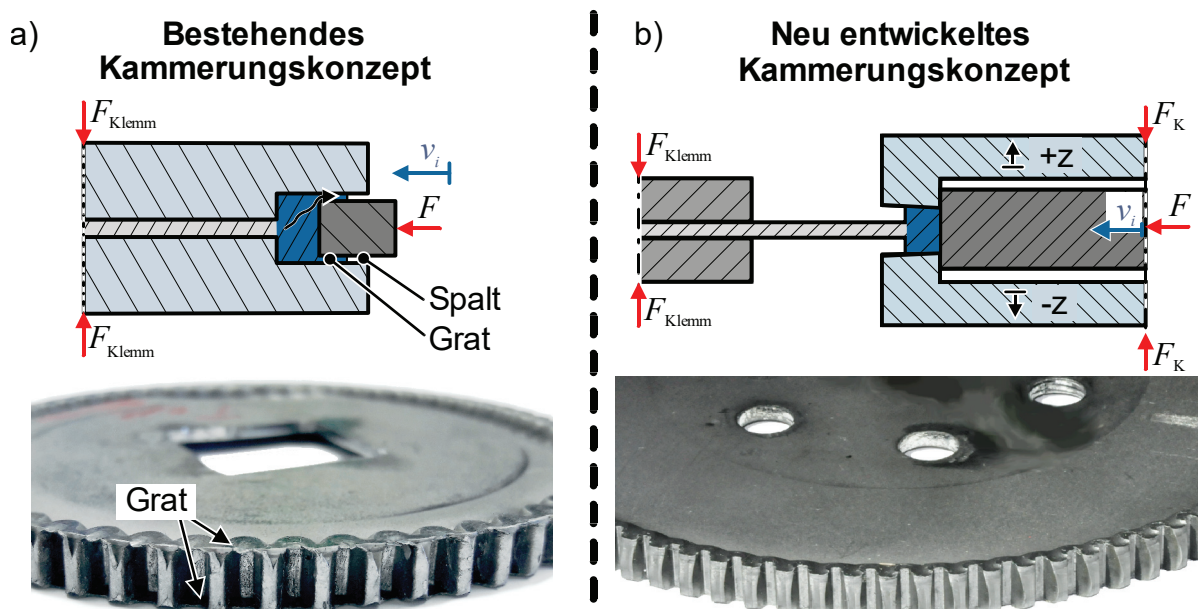 a)
Bestehendes
Kammerungskonzept
F_Klemm
v_i
F
Spalt
Grat
F_Klemm
Grat
b)
Neu entwickeltes
Kammerungskonzept
F_K
F_Klemm
+z
v_i
F
-z
F_Klemm
F_K